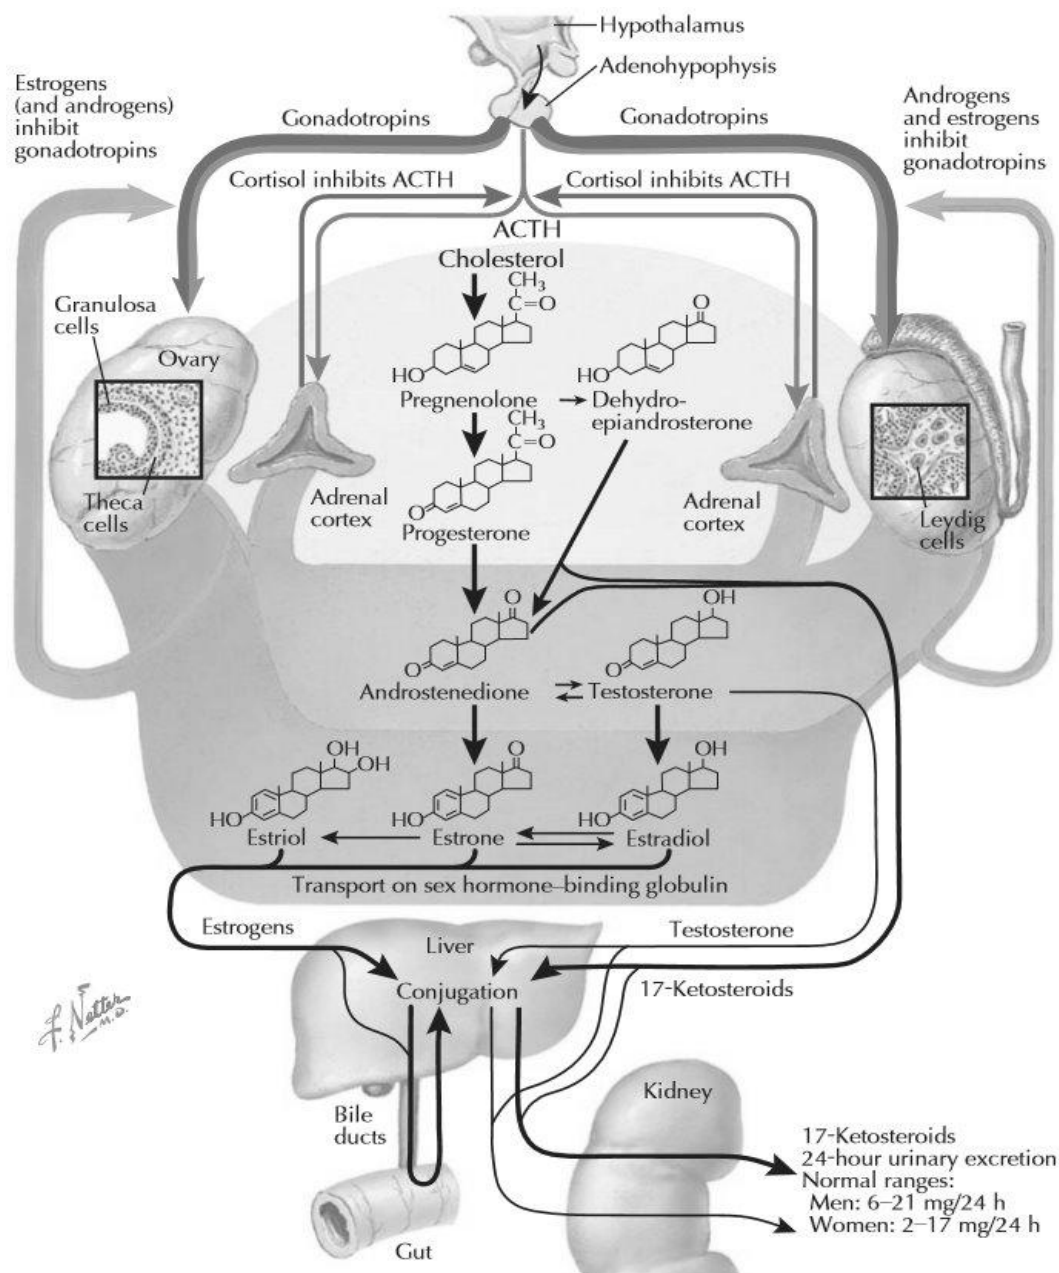 Hypothalamus
Adenohypophysis
Estrogens
(and androgens)
inhibit
gonadotropins
Gonadotropins
Gonadotropins
Androgens
and estrogens
inhibit
gonadotropins
Cortisol inhibits ACTH
Cortisol inhibits ACTH
ACTH
Cholesterol
CH3
C=O
O
Granulosa
cells
Ovary
HO
HO
Pregnenolone
Dehydro-
epiandrosterone
CH3
C=O
O
Theca
cells
Adrenal
cortex
Progesterone
Adrenal
cortex
Leydig
cells
O
OH
O
O
Androstenedione
Testosterone
OH
OH
O
OH
HO
HO
HO
Estriol
Estrone
Estradiol
Transport on sex hormone–binding globulin
Estrogens
Liver
Testosterone
Conjugation
17-Ketosteroids
F. Netter
M.D.
Kidney
Bile
ducts
17-Ketosteroids
24-hour urinary excretion
Normal ranges:
Men: 6–21 mg/24 h
Women: 2–17 mg/24 h
Gut